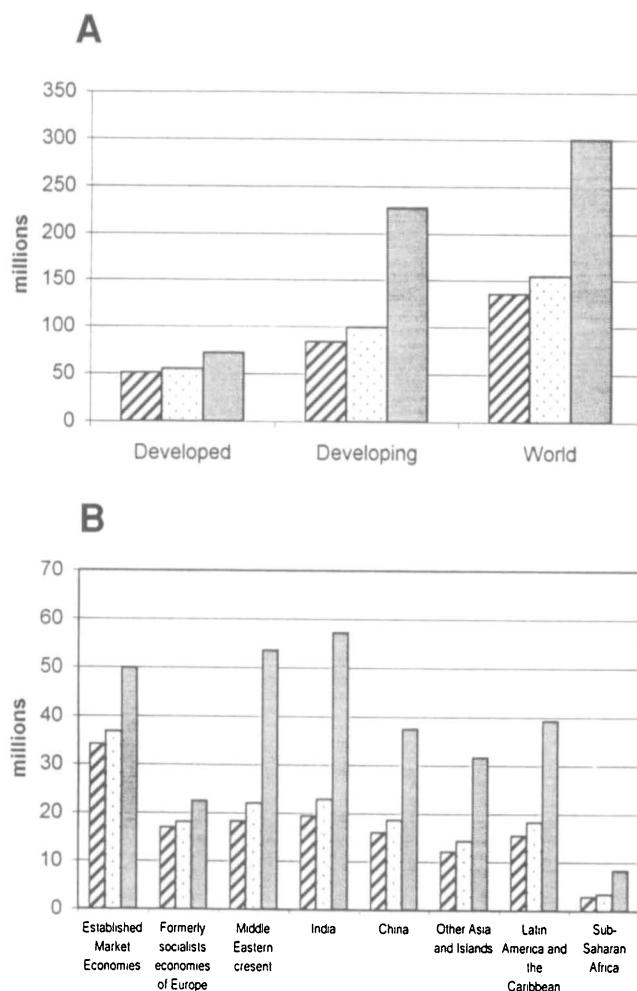 A
350
300
250
200
150
100
50
0
millions
Developed Developing World
B
70
60
50
40
30
20
10
0
millions
Established
Market
Economies
Formerly
socialists
economies
of Europe
Middle
Eastern
cresent
India
China
Other Asia
and Islands
Latin
America and
the
Caribbean
Sub-
Saharan
Africa